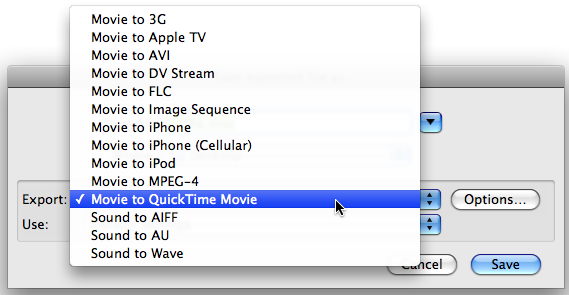 Movie to 3G
Movie to Apple TV
Movie to AVI
Movie to DV Stream
Movie to FLC
Movie to Image Sequence
Movie to iPhone
Movie to iPhone (Cellular)
Movie to iPod
Movie to MPEG-4
Export: ✓ Movie to QuickTime Movie Options...
Sound to AIFF
Use: Sound to AU
Sound to Wave
Cancel Save